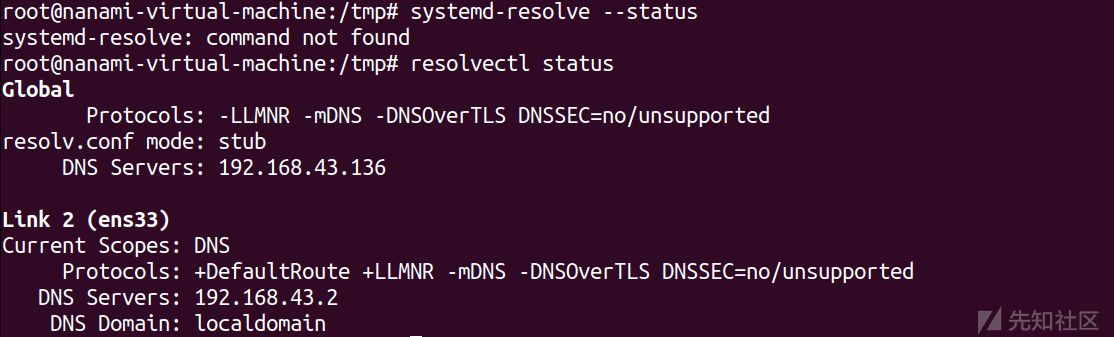 root@nanami-virtual-machine:/tmp# systemd-resolve --status
systemd-resolve: command not found
root@nanami-virtual-machine:/tmp# resolvectl status
Global
Protocols: -LLMNR -mDNS -DNSOverTLS DNSSEC=no/unsupported
resolv.conf mode: stub
DNS Servers: 192.168.43.136
Link 2 (ens33)
Current Scopes: DNS
Protocols: +DefaultRoute +LLMNR -mDNS -DNSOverTLS DNSSEC=no/unsupported
DNS Servers: 192.168.43.2
DNS Domain: localdomain
先知社区